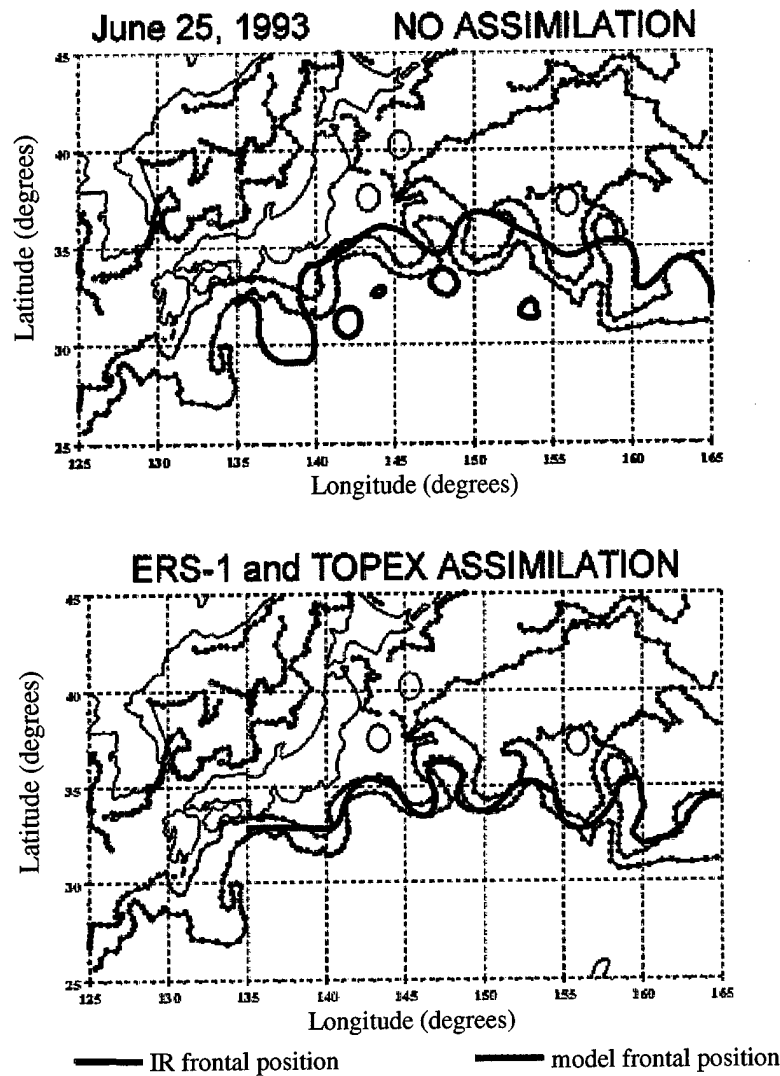 June 25, 1993 NO ASSIMILATION
45
40
35
30
25
Latitude (degrees)
125 130 135 140 145 150 155 160 165
Longitude (degrees)
ERS-1 and TOPEX ASSIMILATION
45
40
35
30
25
Latitude (degrees)
125 130 135 140 145 150 155 160 165
Longitude (degrees)
IR frontal position model frontal position